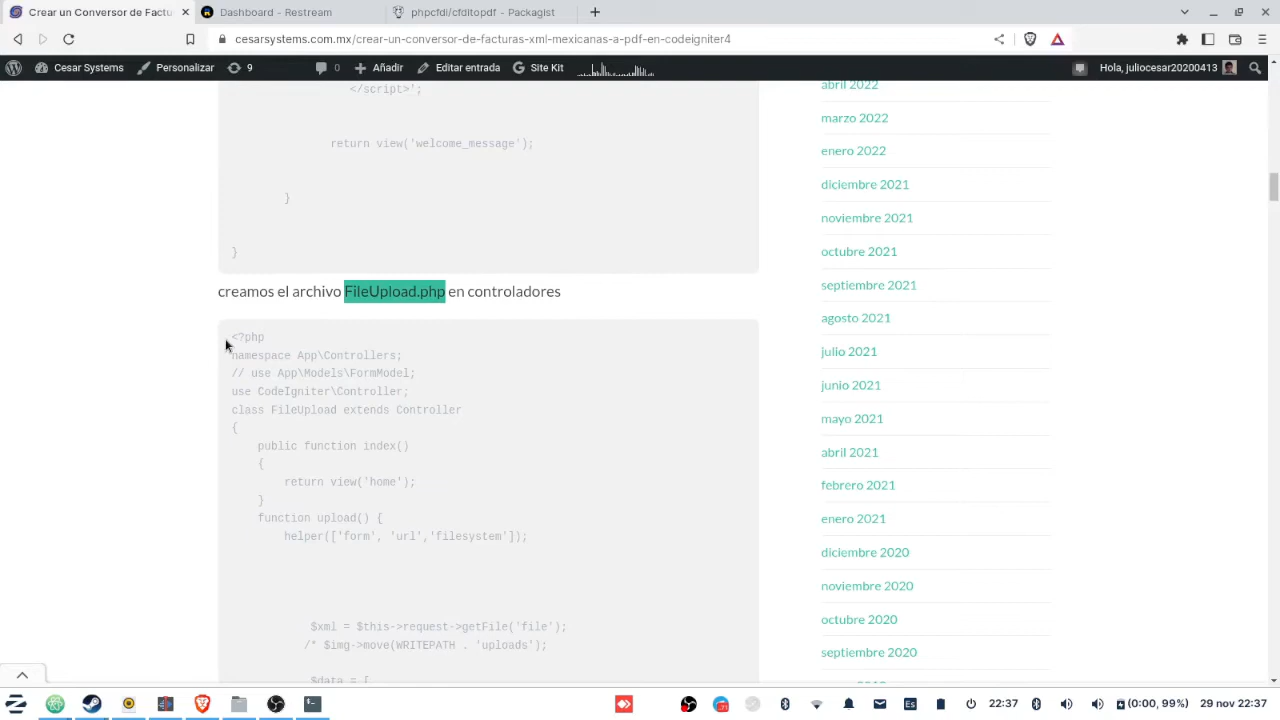 Crear un Conversor de Factu
Dashboard - Restream
phpcfdi/cfditopdf - Packagist
cesarsystems.com.mx/crear-un-conversor-de-facturas-xml-mexicanas-a-pdf-en-codeigniter4
Cesar Systems
Personalizar
9
0
Añadir
Editar entrada
Site Kit
Hola, juliocesar20200413
</script>';
return view('welcome_message');
}
}
creamos el archivo FileUpload.php en controladores
<?php
namespace App\Controllers;
// use App\Models\FormModel;
use CodeIgniter\Controller;
class FileUpload extends Controller
{
public function index()
{
return view('home');
}
function upload() {
helper(['form', 'url','filesystem']);
$xml = $this->request->getFile('file');
/* $img->move(WRITEPATH . 'uploads');
$data = [
abril 2022
marzo 2022
enero 2022
diciembre 2021
noviembre 2021
octubre 2021
septiembre 2021
agosto 2021
julio 2021
junio 2021
mayo 2021
abril 2021
febrero 2021
enero 2021
diciembre 2020
noviembre 2020
octubre 2020
septiembre 2020
Es
22:37
(0:00, 99%)
29 nov 22:37